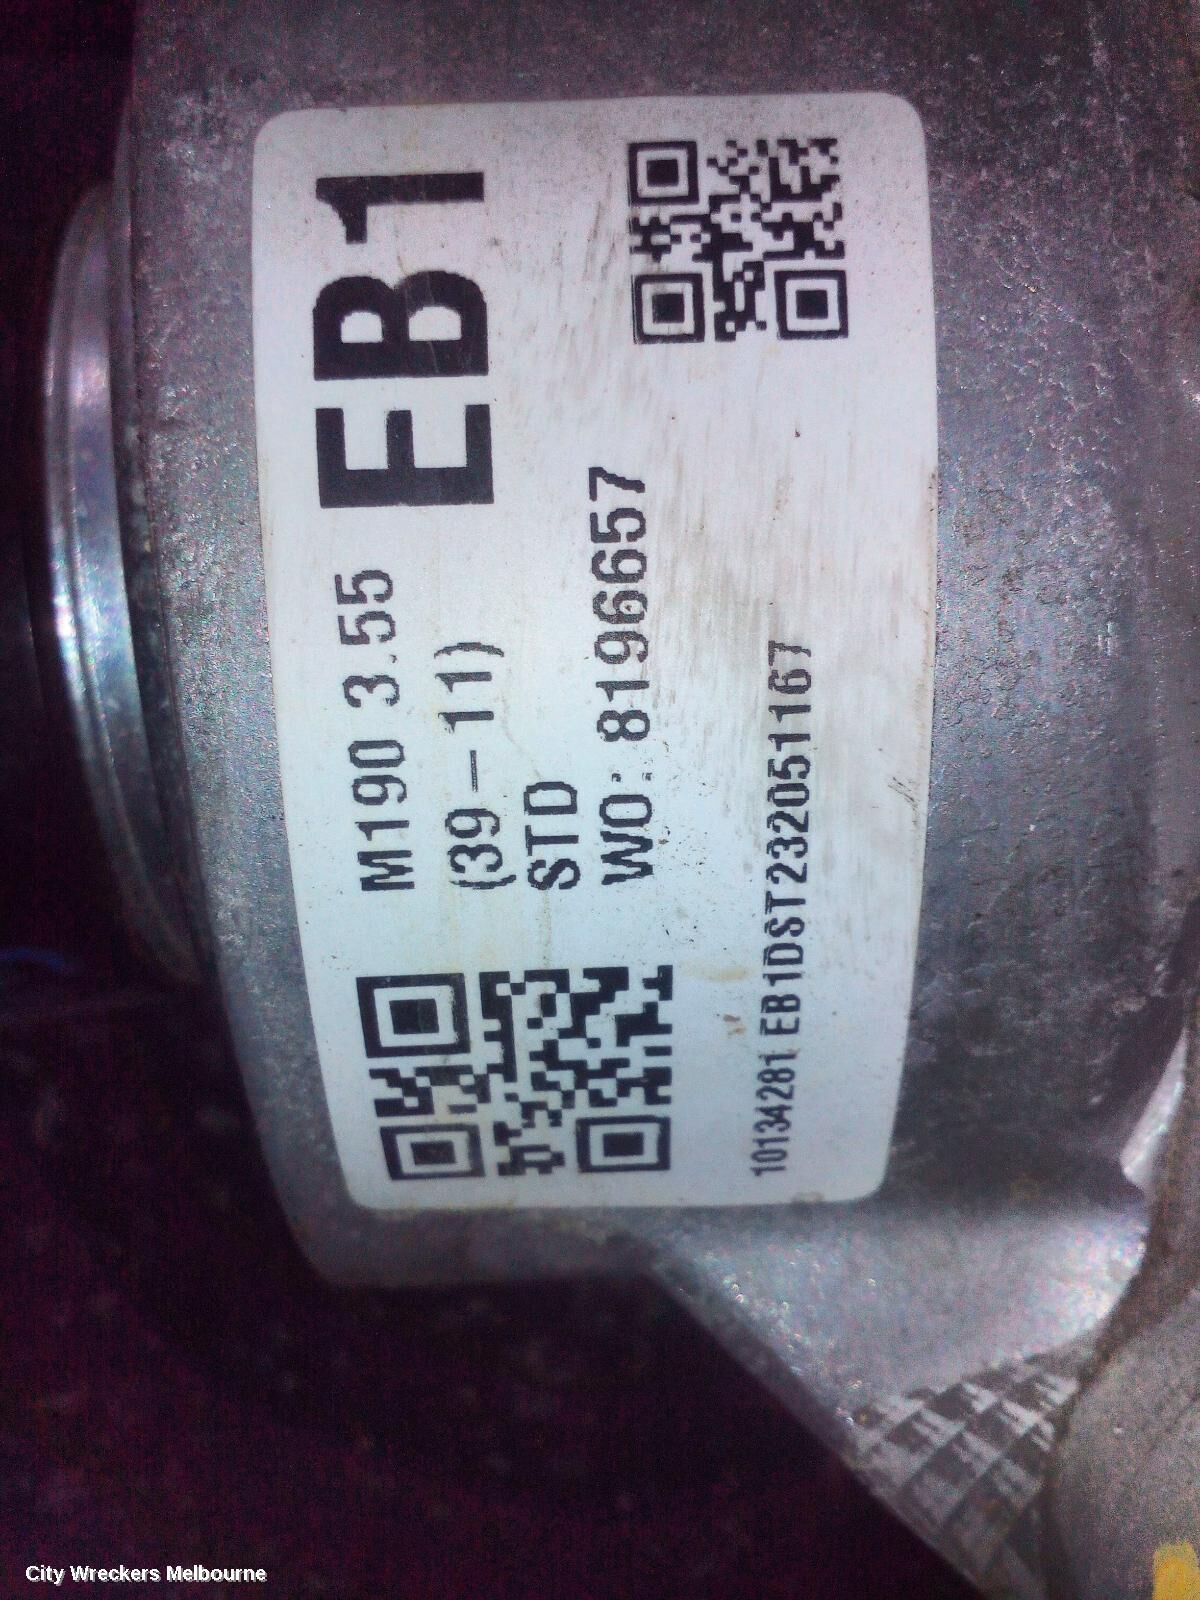 EB1
M190 3.55
(39-11)
STD
WO: 8196657
10134281 EB1DST232051167
City Wreckers Melbourne